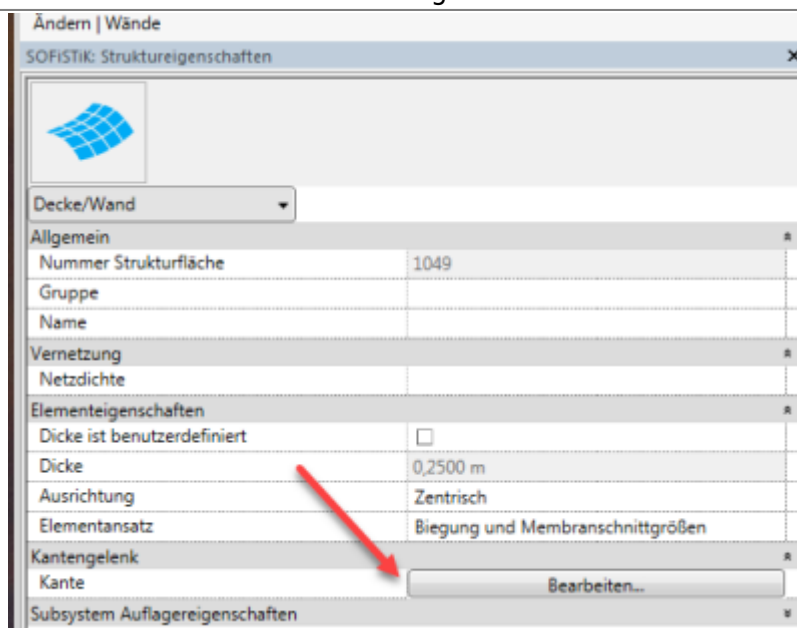 Ändern | Wände
SOFiSTiK: Struktureigenschaften x
Decke/Wand
Allgemein
Nummer Strukturfläche 1049
Gruppe
Name
Vernetzung
Netzdichte
Elementeigenschaften
Dicke ist benutzerdefiniert
Dicke 0,2500 m
Ausrichtung Zentrisch
Elementansatz Biegung und Membranschnittgrößen
Kantengelenk
Kante Bearbeiten...
Subsystem Auflagereigenschaften